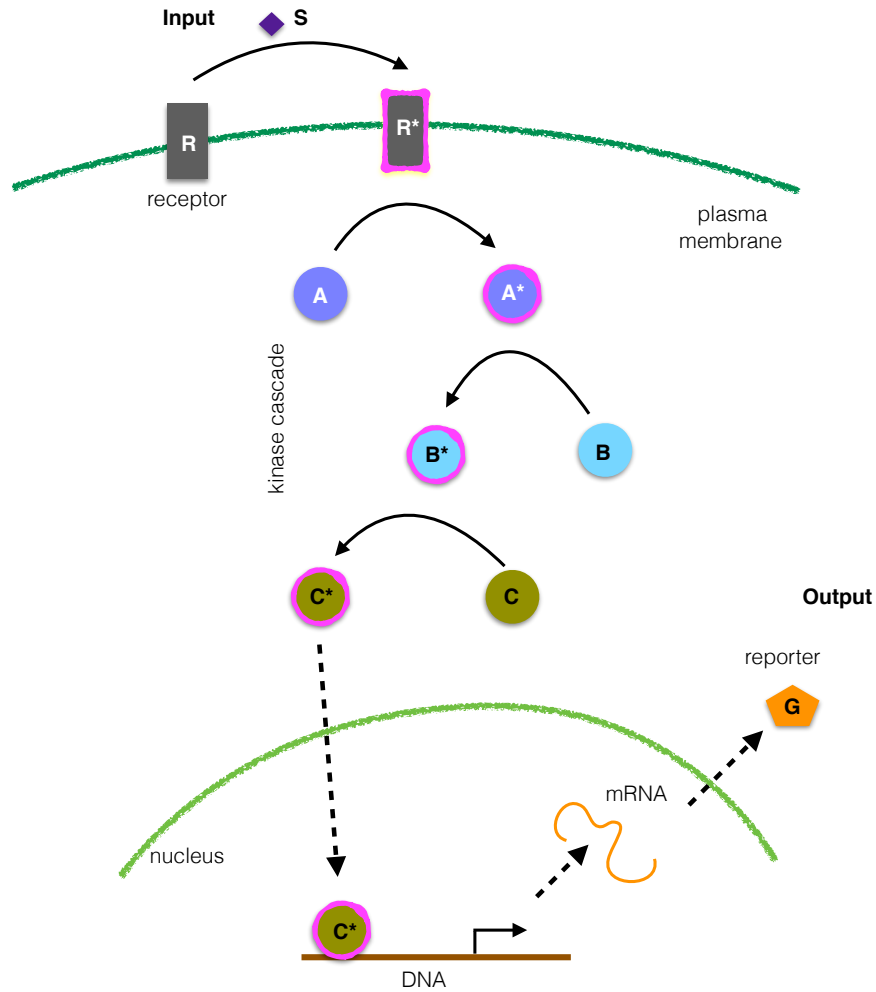 Input
S
R
R*
receptor
plasma
membrane
A
A*
kinase cascade
B*
B
C*
C
Output
reporter
G
mRNA
nucleus
C*
DNA